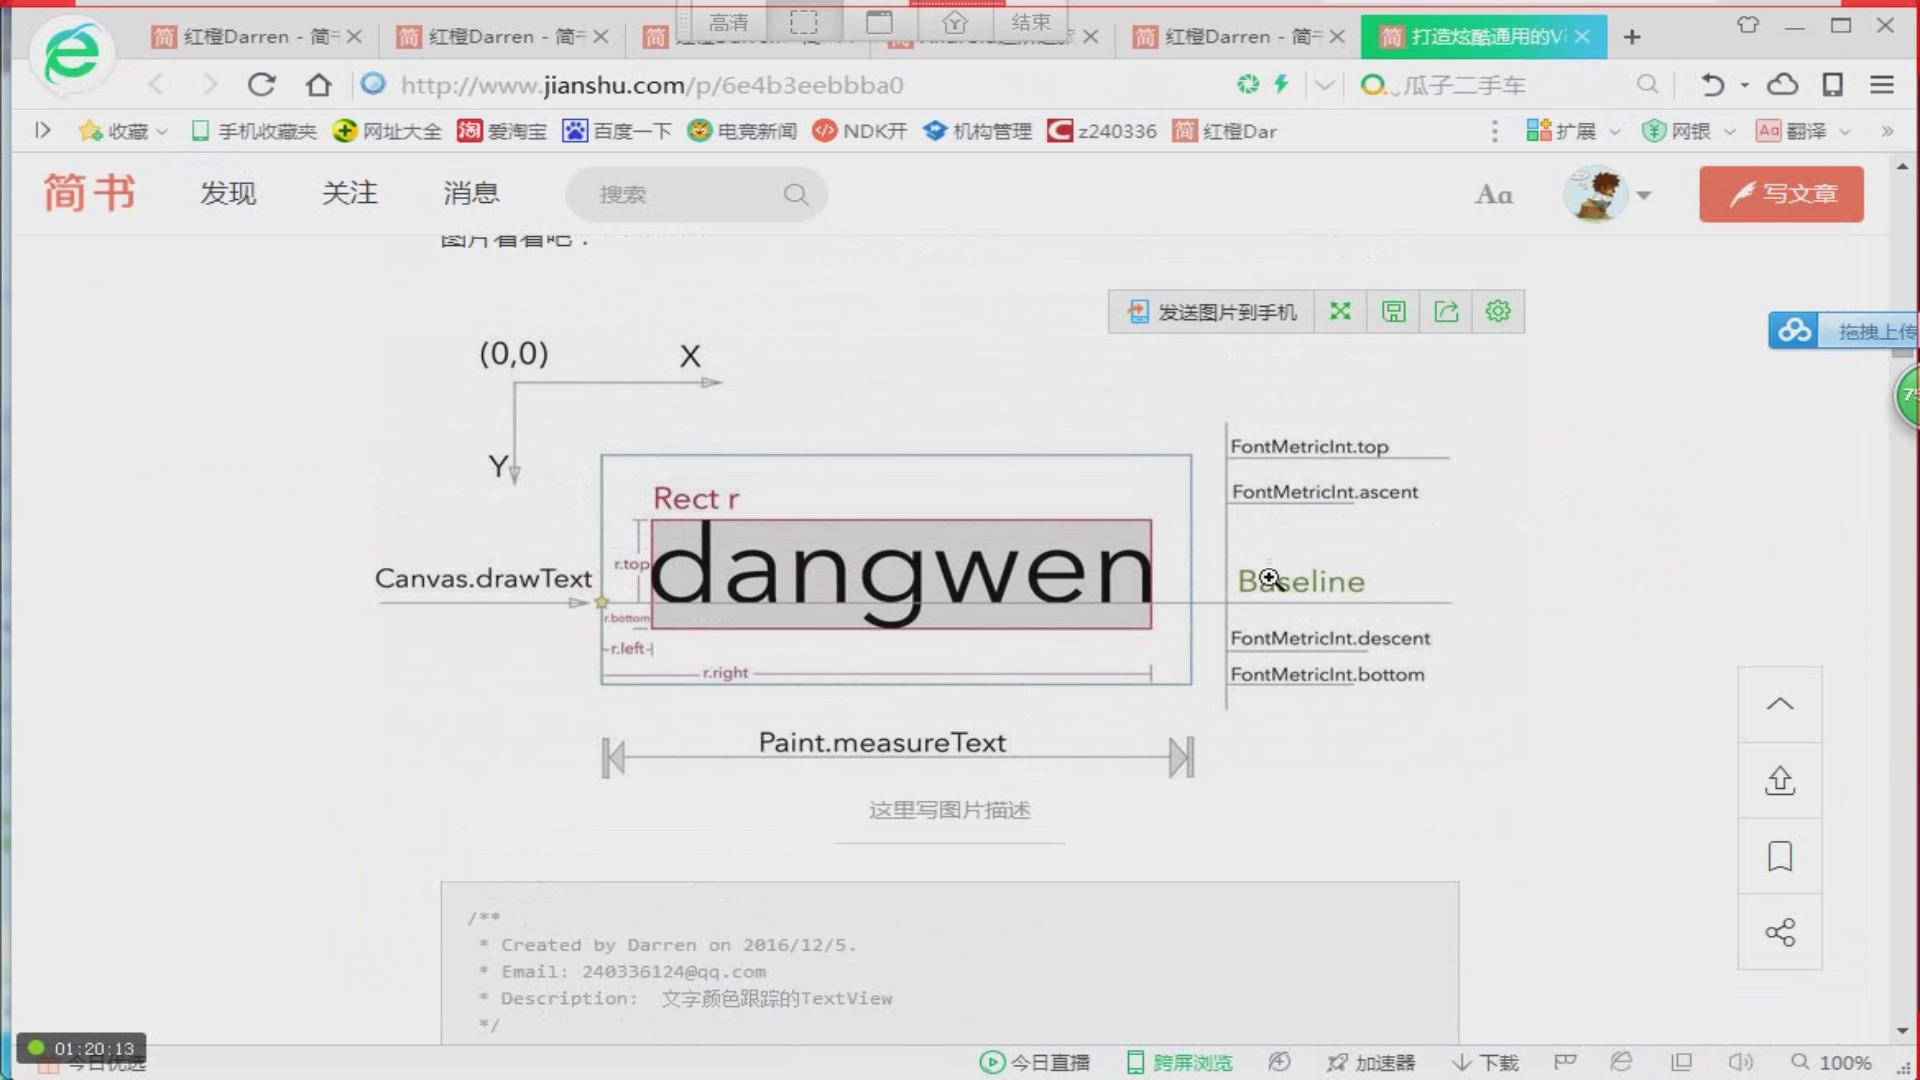 高清
结束
红橙Darren - 简
红橙Darren - 简
红橙Darren - 简
打造炫酷通用的Vi
http://www.jianshu.com/p/6e4b3eebbba0
瓜子二手车
收藏
手机收藏夹
网址大全
淘 爱淘宝
百度一下
电竞新闻
NDK开
机构管理
z240336
简 红橙Dar
扩展
网银
Aa 翻译
简书
发现
关注
消息
搜索
Aa
写文章
图片看看吧：
发送图片到手机
拖拽上传
(0,0)
X
Y
FontMetricInt.top
FontMetricInt.ascent
Rect r
dangwen
r.top
Canvas.drawText
Baseline
r.bottom
r.left
r.right
FontMetricInt.descent
FontMetricInt.bottom
Paint.measureText
这里写图片描述
/**
* Created by Darren on 2016/12/5.
* Email: 240336124@qq.com
* Description: 文字颜色跟踪的TextView
*/
01:20:13
今日优选
今日直播
跨屏浏览
加速器
下载
100%